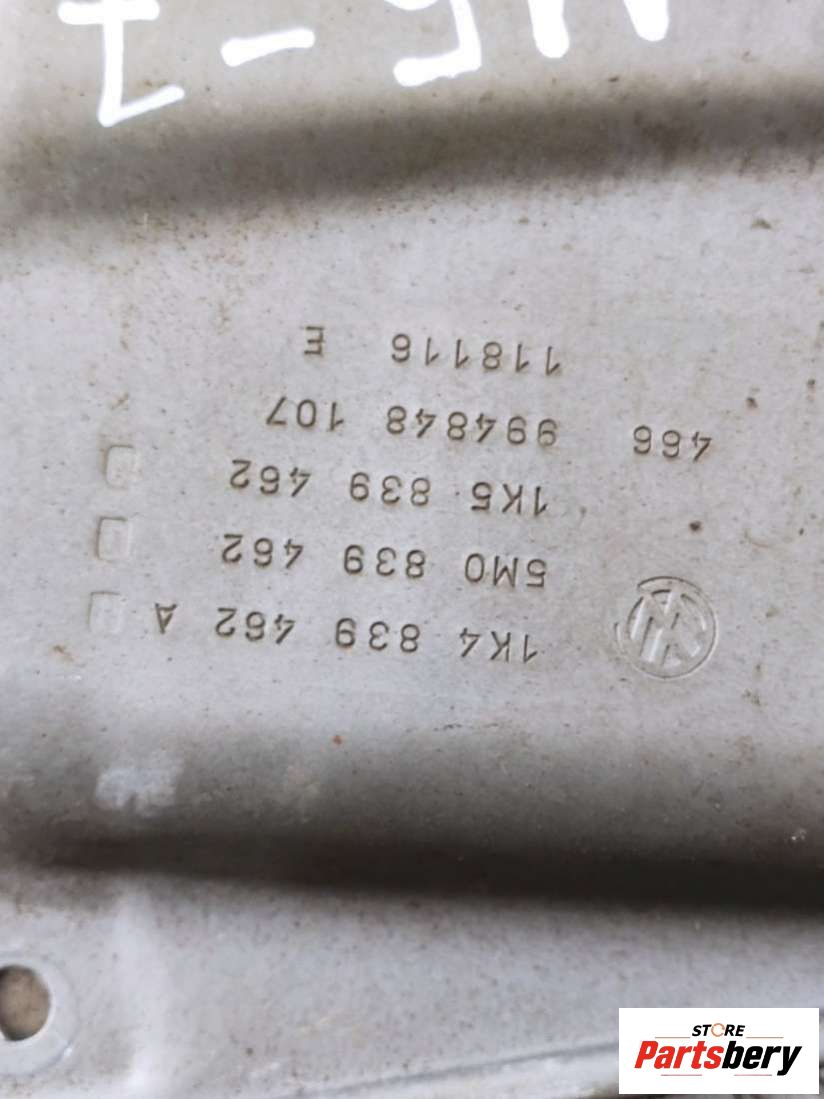 1K4 839 462 A
5M0 839 462
1K5 839 462
466 994848 107
118116 E
STORE
Partsbery